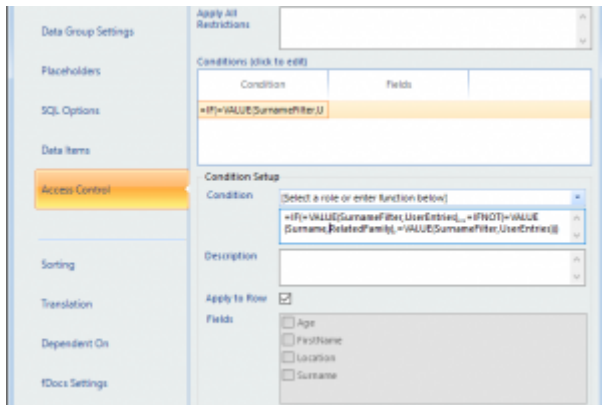 Apply All
Restrictions
Data Group Settings
Placeholders
SQL Options
Data Items
Access Control
Sorting
Translation
Dependent On
fDocs Settings
Conditions (click to edit)
Condition Fields
=IF(=VALUE(SurnameFilter,U
Condition Setup
Condition
(Select a role or enter function below)
=IF(=VALUE(SurnameFilter,UserEntries),,,=IFNOT(=VALUE
(Surname,RelatedFamily),=VALUE(SurnameFilter,UserEntries)))
Description
Apply to Row
Fields
Age
FirstName
Location
Surname